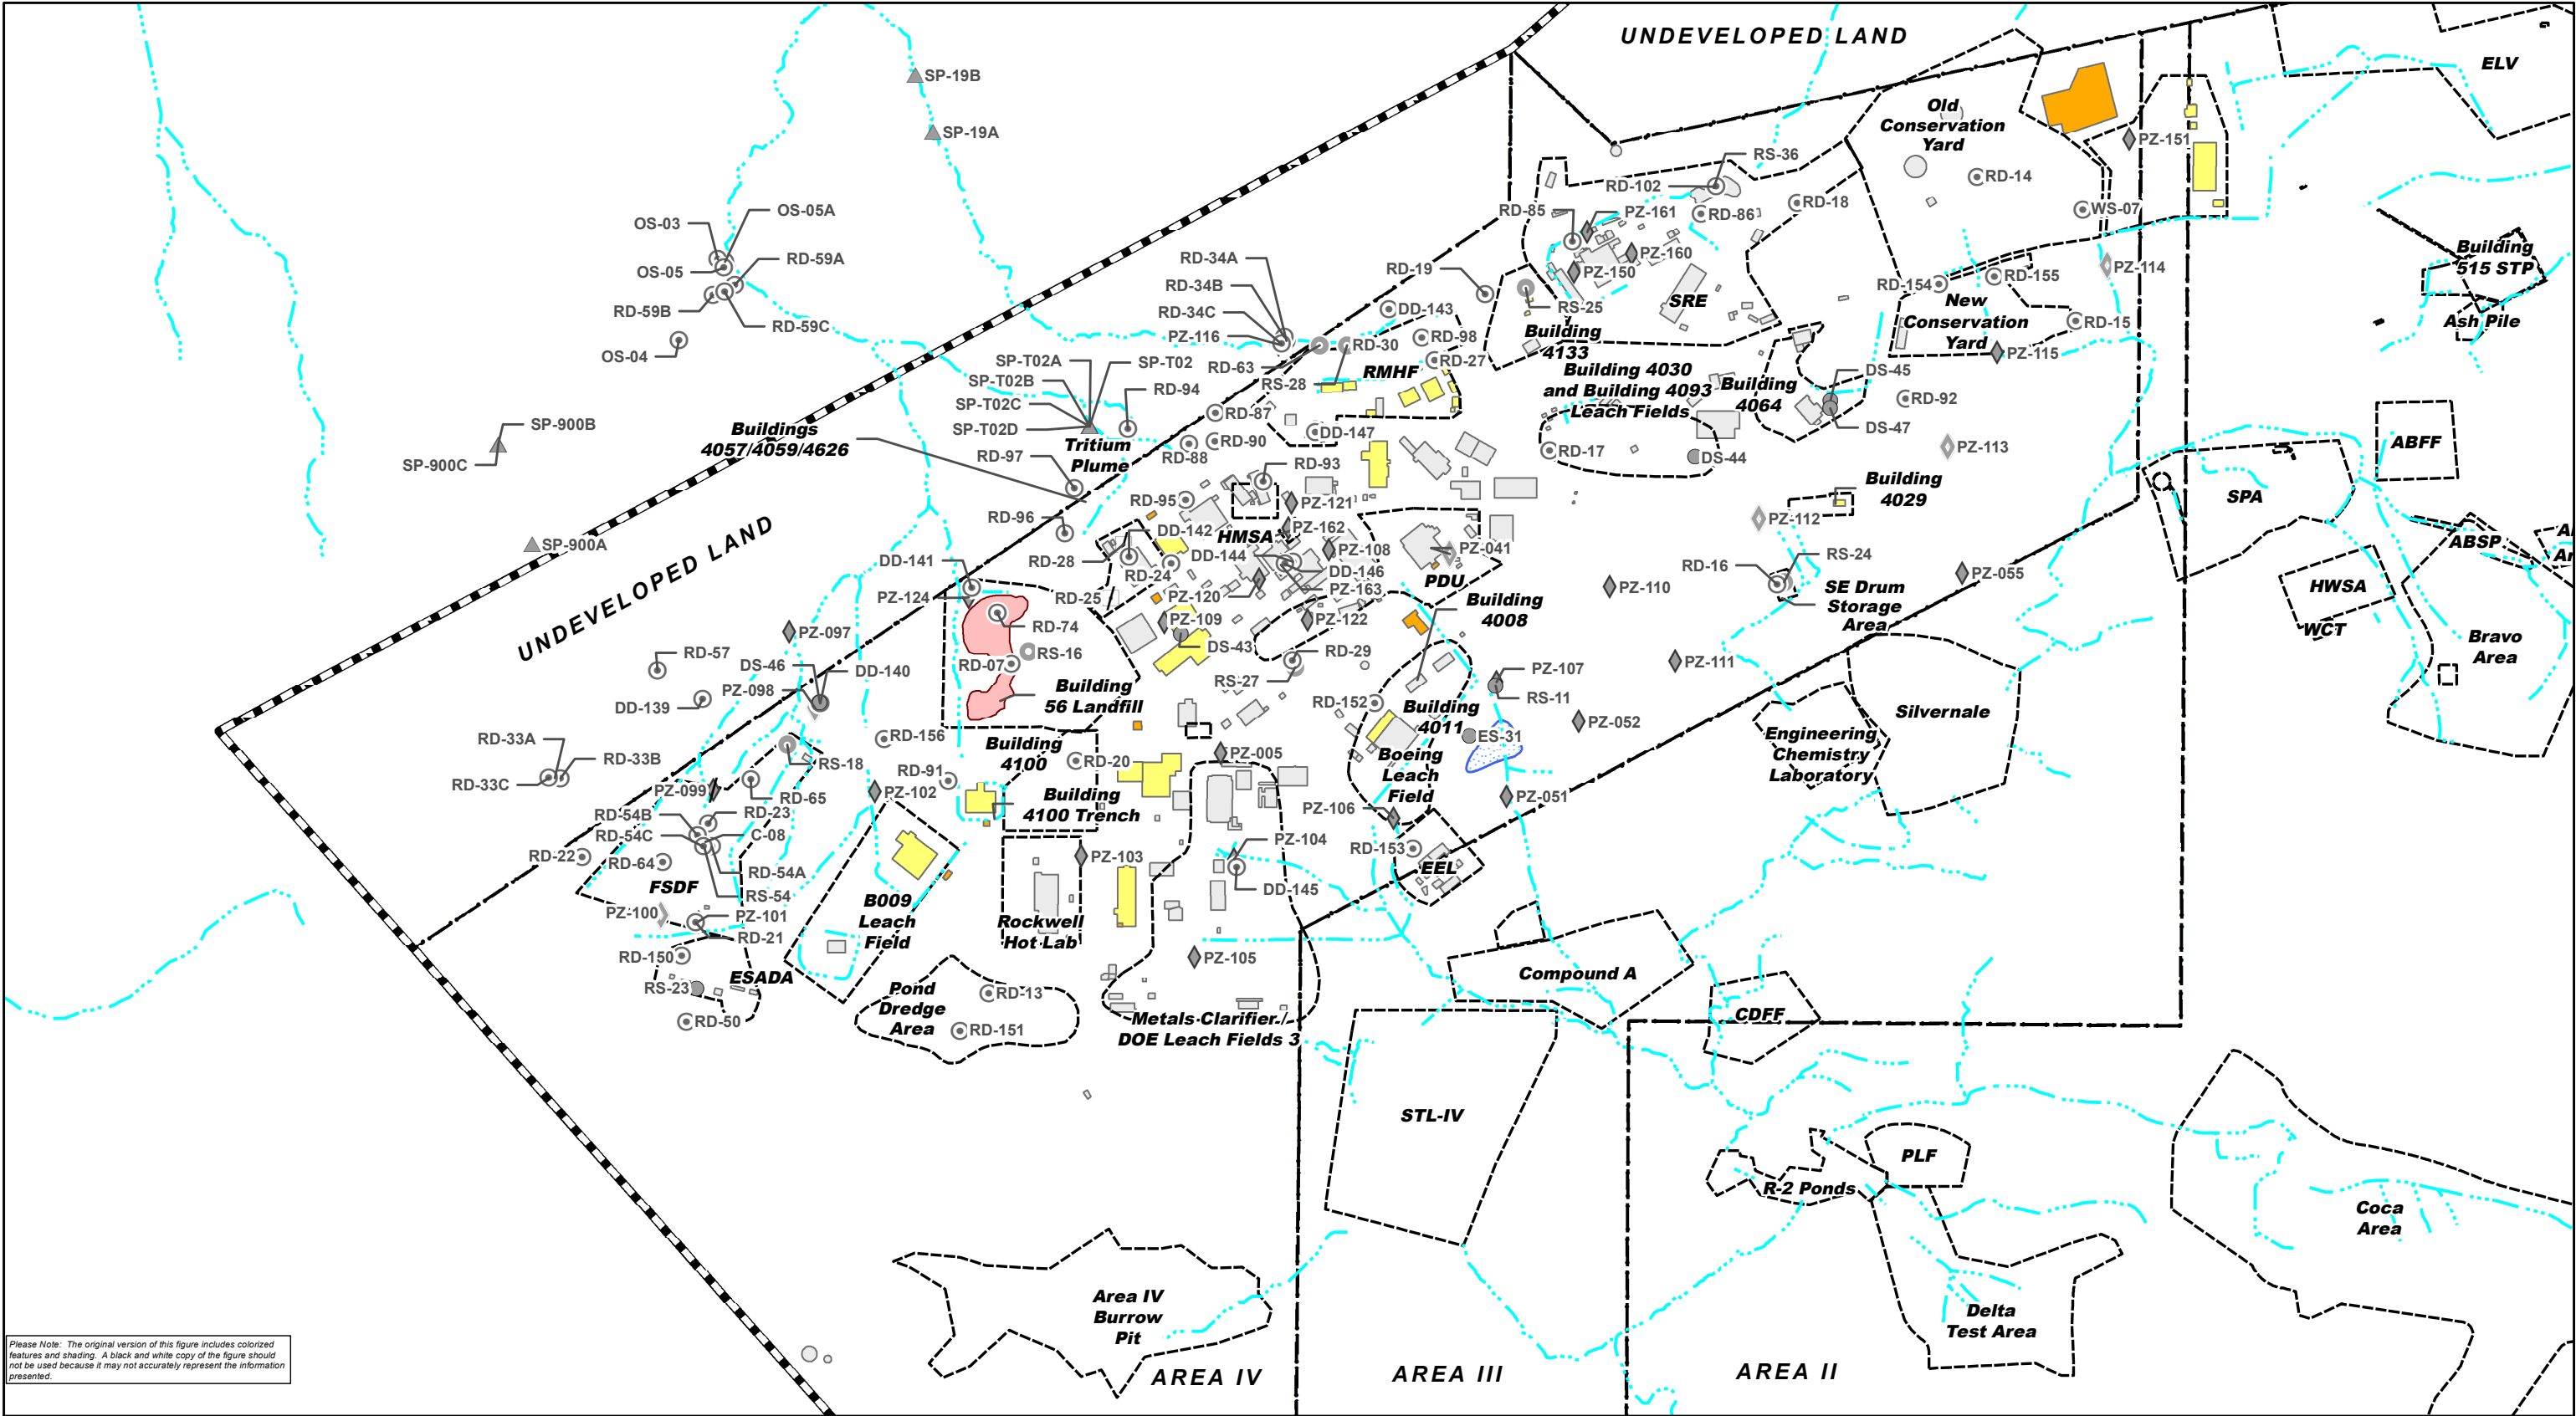 UNDEVELOPED LAND
ELV
SP-19B
SP-19A
Old
Conservation
Yard
PZ-151
RS-36
RD-102
RD-14
RD-85
PZ-161
RD-86
RD-18
WS-07
OS-03
OS-05A
OS-05
RD-59A
RD-59B
RD-59C
OS-04
RD-34A
RD-34B
RD-34C
PZ-116
RD-19
PZ-160
PZ-150
SRE
RS-25
DD-143
RD-98
RD-30
RD-27
RD-63
RS-28
RMHF
Building
4133
RD-154
RD-155
New
Conservation
Yard
RD-15
PZ-114
PZ-115
Building
515 STP
Ash Pile
SP-T02A
SP-T02
SP-T02B
SP-T02C
SP-T02D
RD-94
Tritium
Plume
RD-87
RD-90
RD-88
DD-147
Building 4030
and Building 4093
Leach Fields
Building
4064
DS-45
DS-47
RD-92
RD-17
DS-44
PZ-113
ABFF
SP-900B
SP-900C
SP-900A
Buildings
4057/4059/4626
RD-97
RD-93
RD-95
PZ-121
RD-96
DD-142
HMSA
PZ-162
PZ-108
PZ-041
PDU
Building
4029
PZ-112
SPA
ABSP
UNDEVELOPED LAND
DD-141
PZ-124
RD-28
RD-24
DD-144
DD-146
PZ-163
PZ-120
RD-25
PZ-109
DS-43
PZ-122
PZ-110
RD-16
RS-24
SE Drum
Storage
Area
PZ-055
HWSA
WCT
Bravo
Area
PZ-097
RD-74
RS-16
RD-07
RD-57
DS-46
DD-140
PZ-098
DD-139
Building
56 Landfill
RD-29
RS-27
Building
4008
RD-152
Building
4011
PZ-107
RS-11
PZ-111
PZ-052
ES-31
Silvernale
Engineering
Chemistry
Laboratory
RD-33A
RD-33B
RD-33C
RS-18
RD-156
RD-91
Building
4100
RD-20
PZ-005
Boeing
Leach
Field
PZ-099
RD-65
PZ-102
Building
4100 Trench
PZ-106
PZ-051
RD-54B
RD-23
RD-54C
C-08
RD-22
RD-64
RD-54A
FSDF
RS-54
PZ-103
PZ-104
DD-145
RD-153
EEL
PZ-100
PZ-101
RD-21
B009
Leach
Field
Rockwell
Hot Lab
RD-150
ESADA
RS-23
RD-50
PZ-105
Pond
Dredge
Area
RD-13
RD-151
Metals Clarifier /
DOE Leach Fields 3
Compound A
CDFF
STL-IV
PLF
R-2 Ponds
Coca
Area
Delta
Test Area
Area IV
Burrow
Pit
AREA IV
AREA III
AREA II
Please Note: The original version of this figure includes colorized
features and shading. A black and white copy of the figure should
not be used because it may not accurately represent the information
presented.